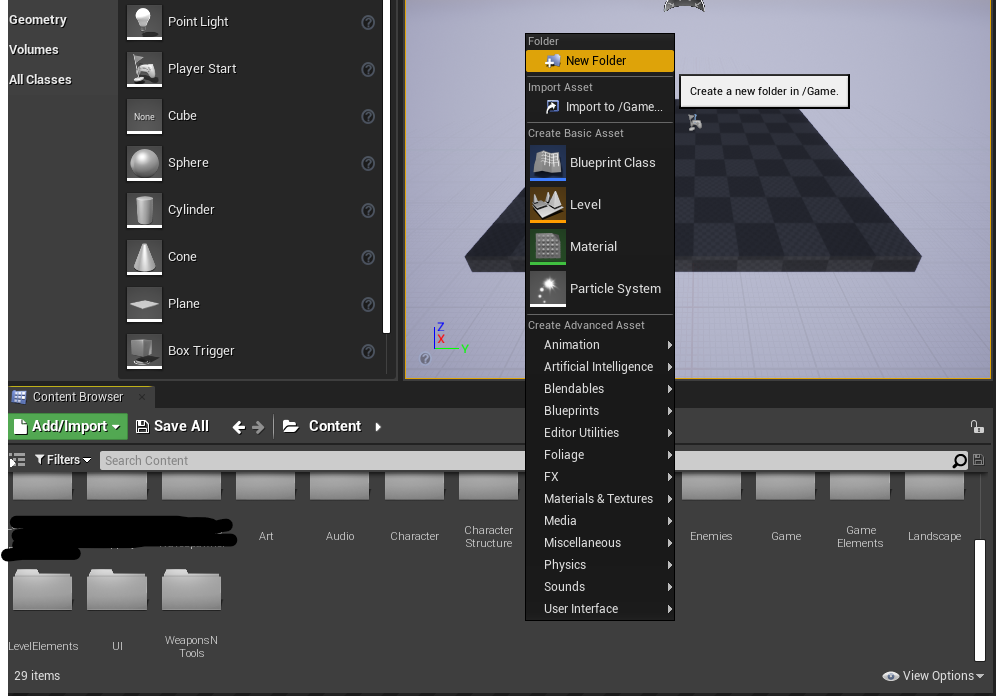 Geometry
Volumes
All Classes
Point Light
Player Start
None
Cube
Sphere
Cylinder
Cone
Plane
Box Trigger
Z
X
Y
Folder
New Folder
Create a new folder in /Game.
Import Asset
Import to /Game...
Create Basic Asset
Blueprint Class
Level
Material
Particle System
Create Advanced Asset
Animation
Artificial Intelligence
Blendables
Blueprints
Editor Utilities
Foliage
FX
Materials & Textures
Media
Miscellaneous
Physics
Sounds
User Interface
Content Browser
Add/Import
Save All
Content
Filters
Search Content
Art
Audio
Character
Character
Structure
Enemies
Game
Game
Elements
Landscape
LevelElements
UI
WeaponsN
Tools
29 items
View Options